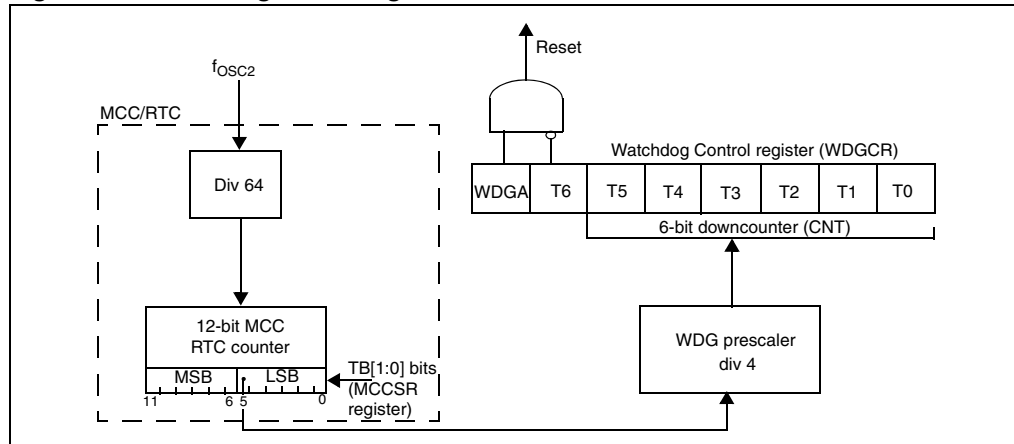 Reset
fOSC2
MCC/RTC
Div 64
Watchdog Control register (WDGCR)
WDGA T6 T5 T4 T3 T2 T1 T0
6-bit downcounter (CNT)
12-bit MCC
RTC counter
MSB LSB
11 6 5 0
TB[1:0] bits
(MCCSR
register)
WDG prescaler
div 4